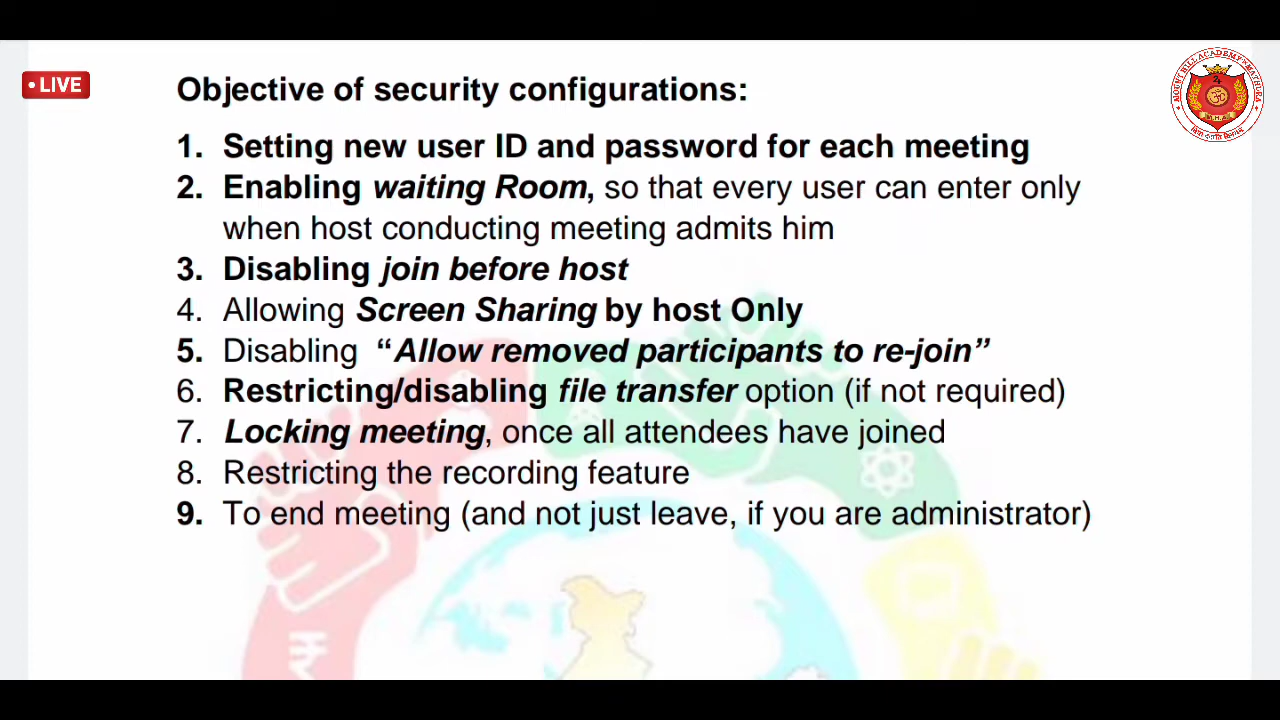 LIVE
MOUNT HILL ACADEMY MATHURA
Objective of security configurations:
1. Setting new user ID and password for each meeting
2. Enabling waiting Room, so that every user can enter only
when host conducting meeting admits him
3. Disabling join before host
4. Allowing Screen Sharing by host Only
5. Disabling “Allow removed participants to re-join”
6. Restricting/disabling file transfer option (if not required)
7. Locking meeting, once all attendees have joined
8. Restricting the recording feature
9. To end meeting (and not just leave, if you are administrator)
₹